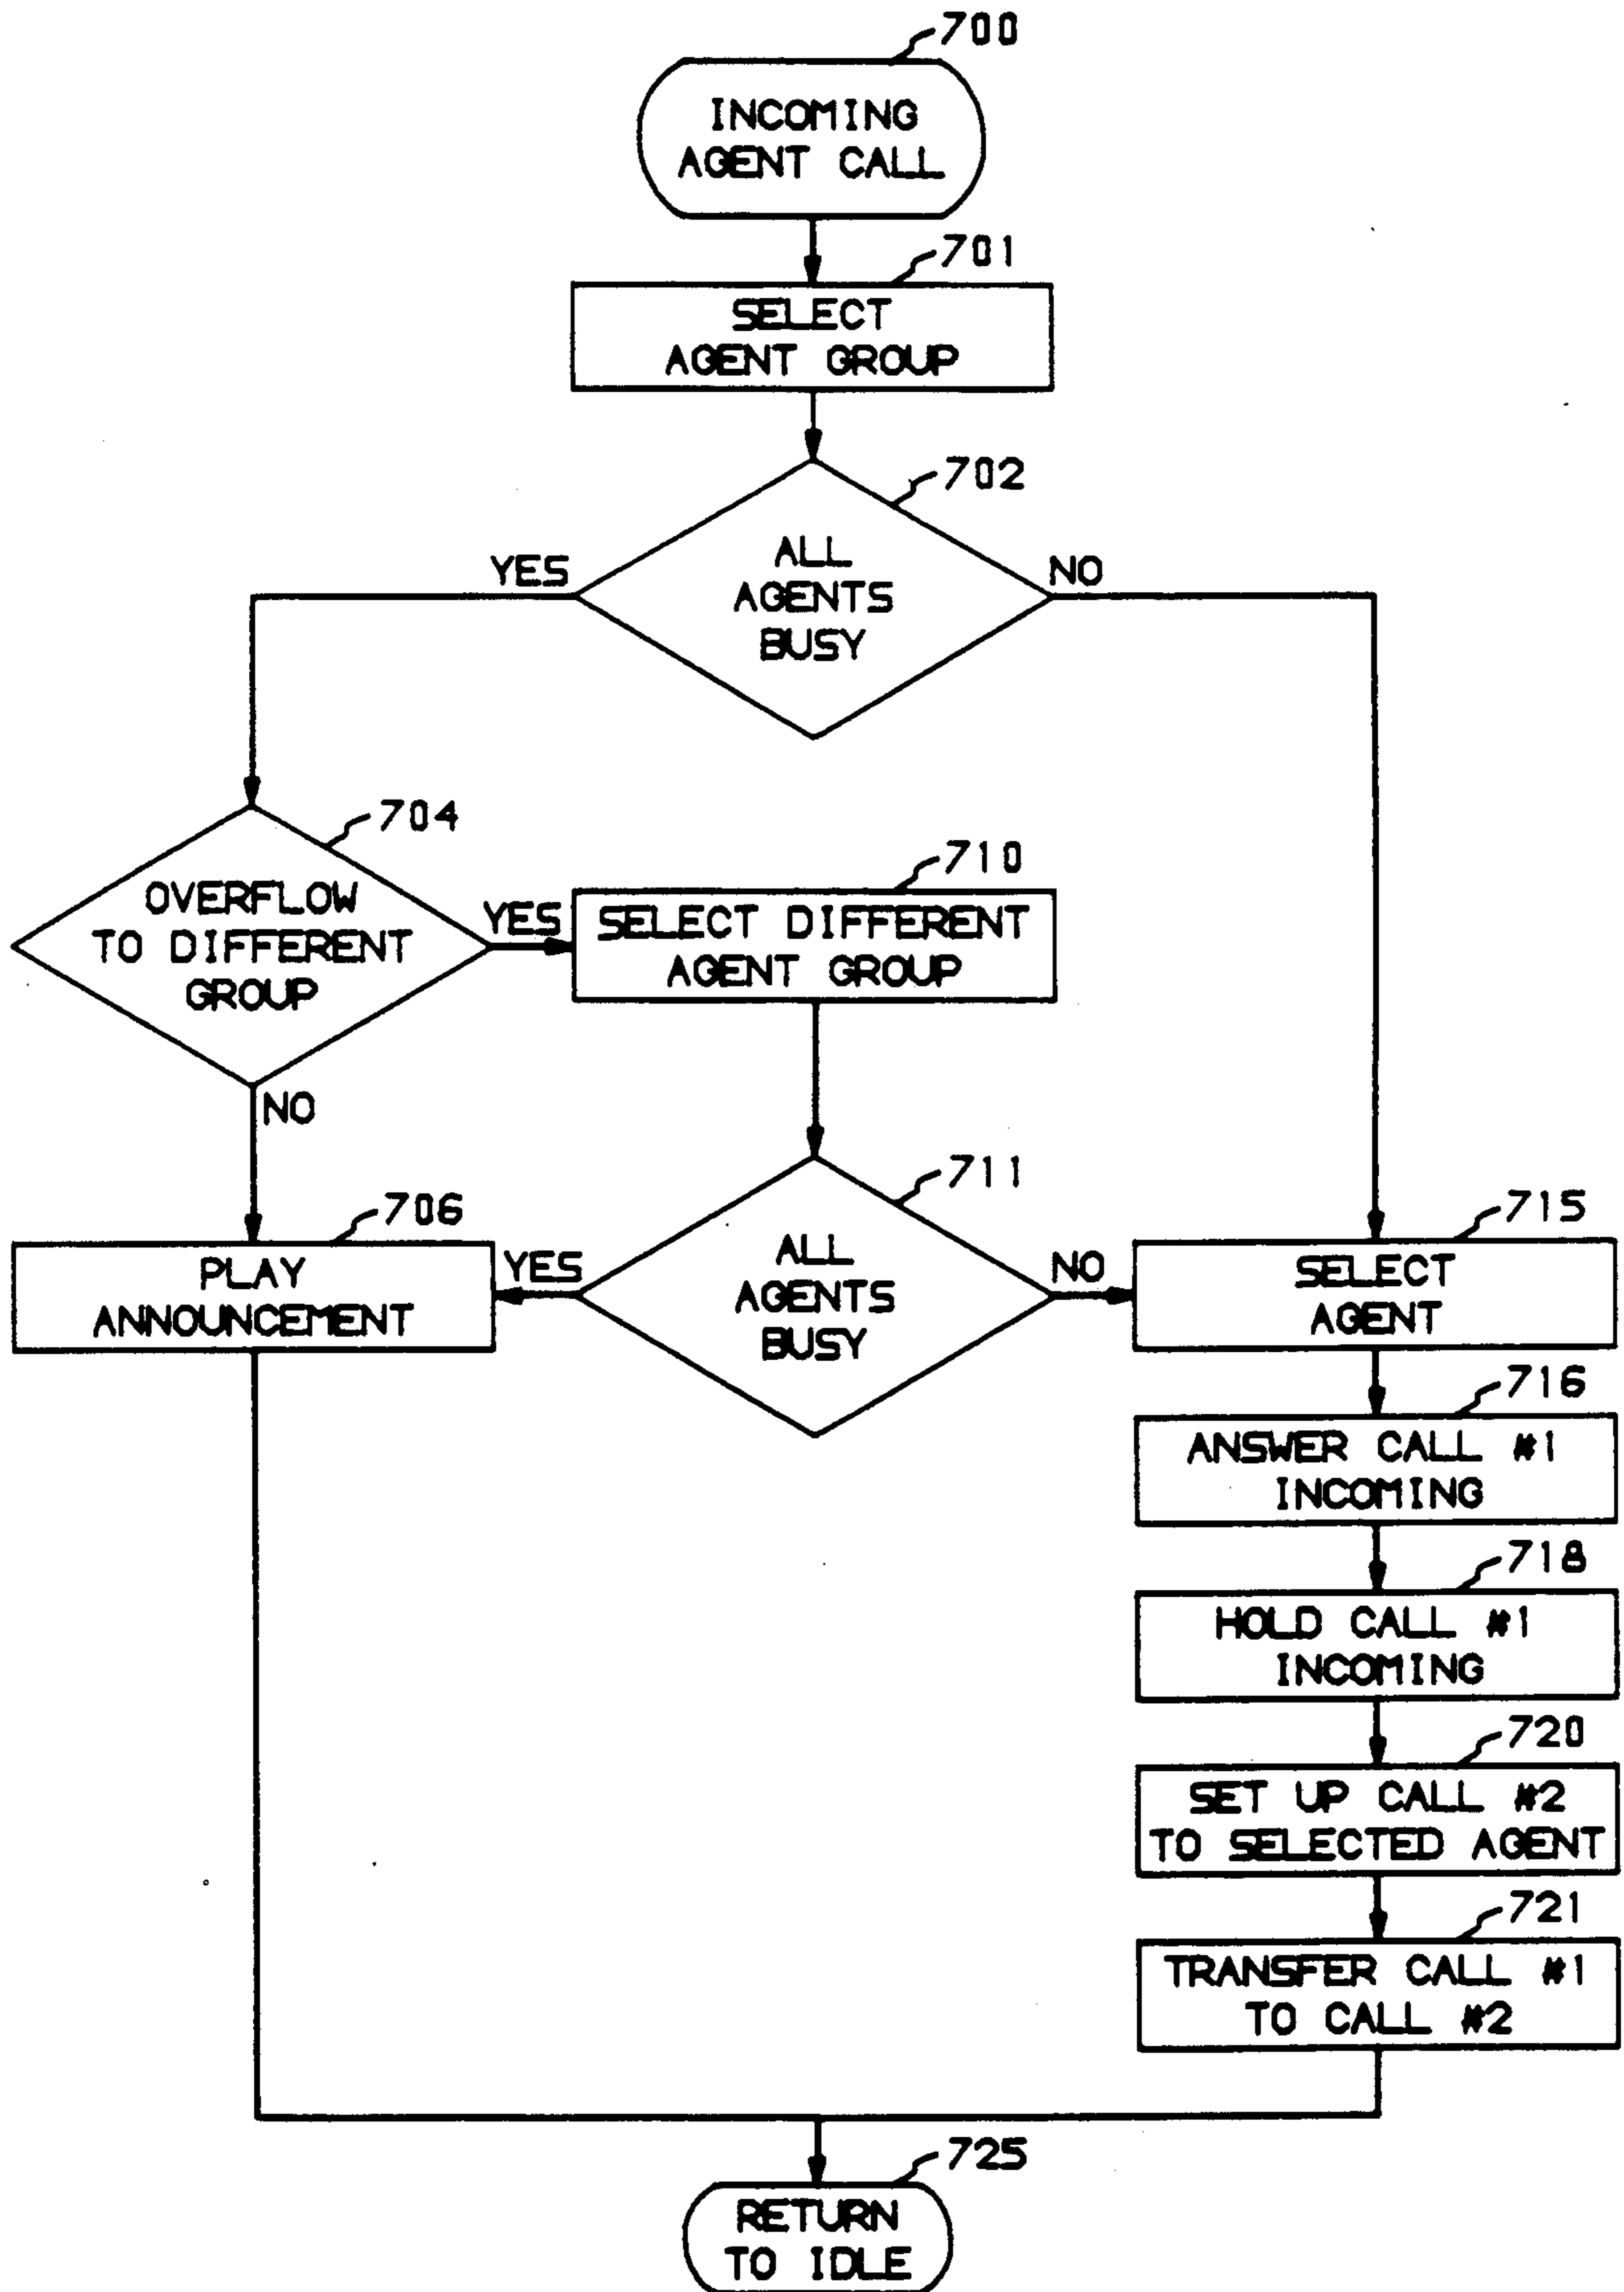 700
INCOMING
AGENT CALL
701
SELECT
AGENT GROUP
702
ALL
AGENTS
BUSY
YES
NO
704
OVERFLOW
TO DIFFERENT
GROUP
YES
NO
710
SELECT DIFFERENT
AGENT GROUP
711
ALL
AGENTS
BUSY
YES
NO
706
PLAY
ANNOUNCEMENT
715
SELECT
AGENT
716
ANSWER CALL #1
INCOMING
718
HOLD CALL #1
INCOMING
720
SET UP CALL #2
TO SELECTED AGENT
721
TRANSFER CALL #1
TO CALL #2
725
RETURN
TO IDLE